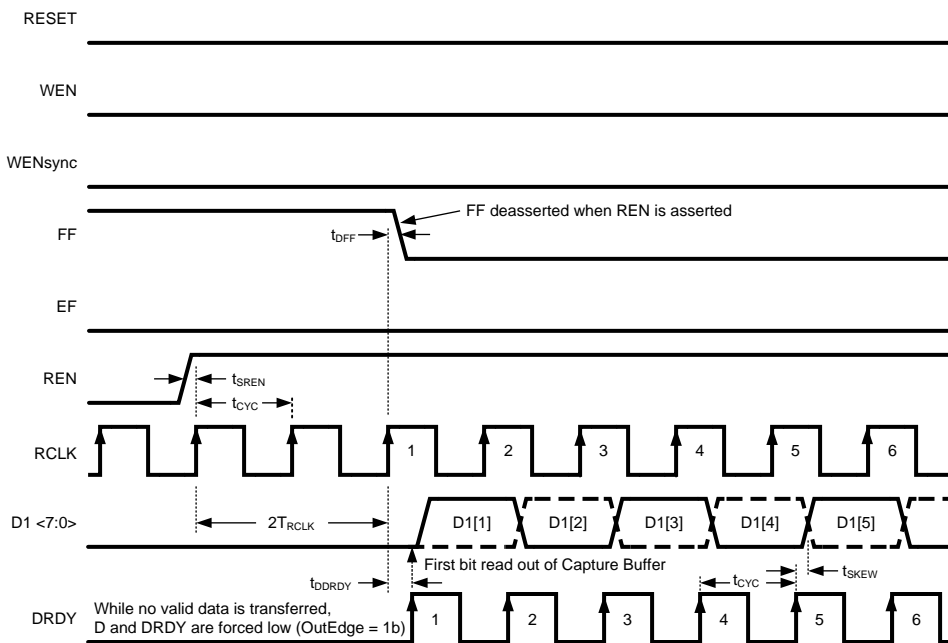 RESET
WEN
WENsync
FF deasserted when REN is asserted
FF
tDFF
EF
REN
tSREN
tCYC
RCLK
1 2 3 4 5 6
D1 <7:0>
2TRCLK
D1[1] D1[2] D1[3] D1[4] D1[5]
First bit read out of Capture Buffer
tDDRDY
tCYC
tSKEW
DRDY
While no valid data is transferred,
D and DRDY are forced low (OutEdge = 1b)
1 2 3 4 5 6